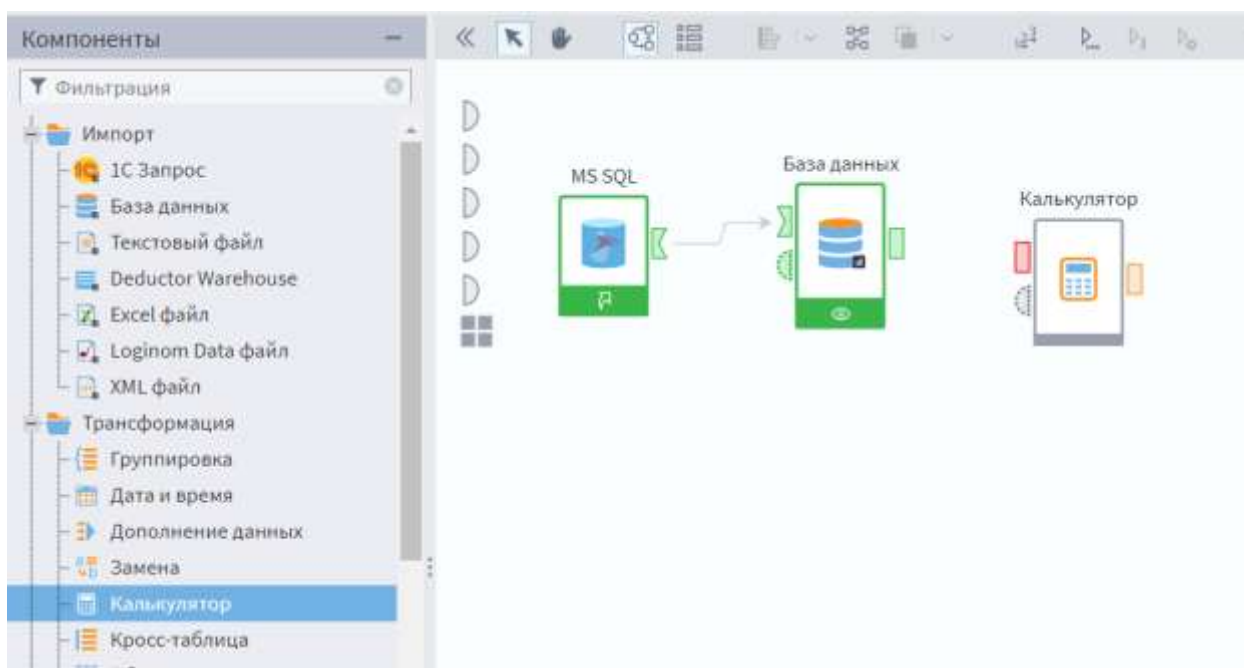 Компоненты
Фильтрация
Импорт
1С Запрос
База данных
Текстовый файл
Deductor Warehouse
Excel файл
Loginom Data файл
XML файл
Трансформация
Группировка
Дата и время
Дополнение данных
Замена
Калькулятор
Кросс-таблица
MS SQL
База данных
Калькулятор